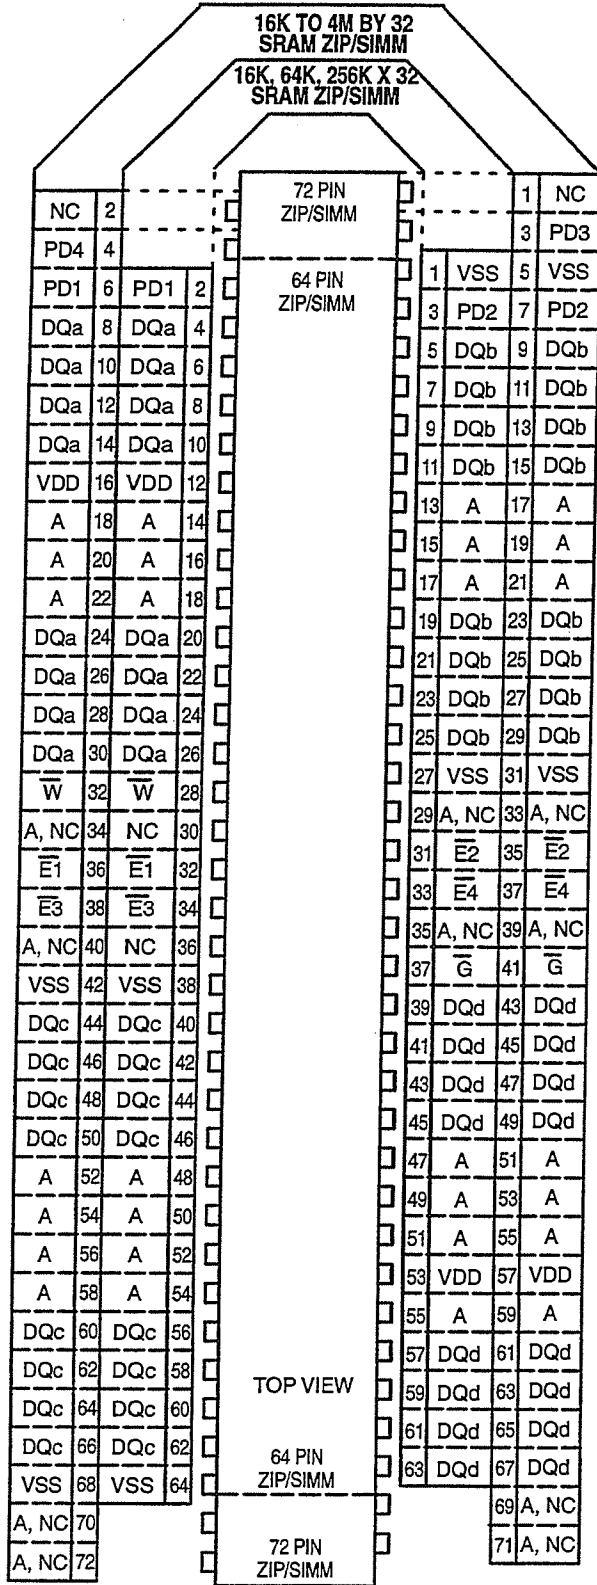 16K TO 4M BY 32
SRAM ZIP/SIMM
16K, 64K, 256K X 32
SRAM ZIP/SIMM
72 PIN
ZIP/SIMM
64 PIN
ZIP/SIMM
NC 2
PD4 4
PD1 6 PD1 2
DQa 8 DQa 4
DQa 10 DQa 6
DQa 12 DQa 8
DQa 14 DQa 10
VDD 16 VDD 12
A 18 A 14
A 20 A 16
A 22 A 18
DQa 24 DQa 20
DQa 26 DQa 22
DQa 28 DQa 24
DQa 30 DQa 26
W̅ 32 W̅ 28
A, NC 34 NC 30
E̅1̅ 36 E̅1̅ 32
E̅3̅ 38 E̅3̅ 34
A, NC 40 NC 36
VSS 42 VSS 38
DQc 44 DQc 40
DQc 46 DQc 42
DQc 48 DQc 44
DQc 50 DQc 46
A 52 A 48
A 54 A 50
A 56 A 52
A 58 A 54
DQc 60 DQc 56
DQc 62 DQc 58
DQc 64 DQc 60
DQc 66 DQc 62
VSS 68 VSS 64
A, NC 70
A, NC 72
1 NC
3 PD3
1 VSS 5 VSS
3 PD2 7 PD2
5 DQb 9 DQb
7 DQb 11 DQb
9 DQb 13 DQb
11 DQb 15 DQb
13 A 17 A
15 A 19 A
17 A 21 A
19 DQb 23 DQb
21 DQb 25 DQb
23 DQb 27 DQb
25 DQb 29 DQb
27 VSS 31 VSS
29 A, NC 33 A, NC
31 E̅2̅ 35 E̅2̅
33 E̅4̅ 37 E̅4̅
35 A, NC 39 A, NC
37 G̅ 41 G̅
39 DQd 43 DQd
41 DQd 45 DQd
43 DQd 47 DQd
45 DQd 49 DQd
47 A 51 A
49 A 53 A
51 A 55 A
53 VDD 57 VDD
55 A 59 A
57 DQd 61 DQd
59 DQd 63 DQd
61 DQd 65 DQd
63 DQd 67 DQd
69 A, NC
71 A, NC
TOP VIEW
64 PIN
ZIP/SIMM
72 PIN
ZIP/SIMM